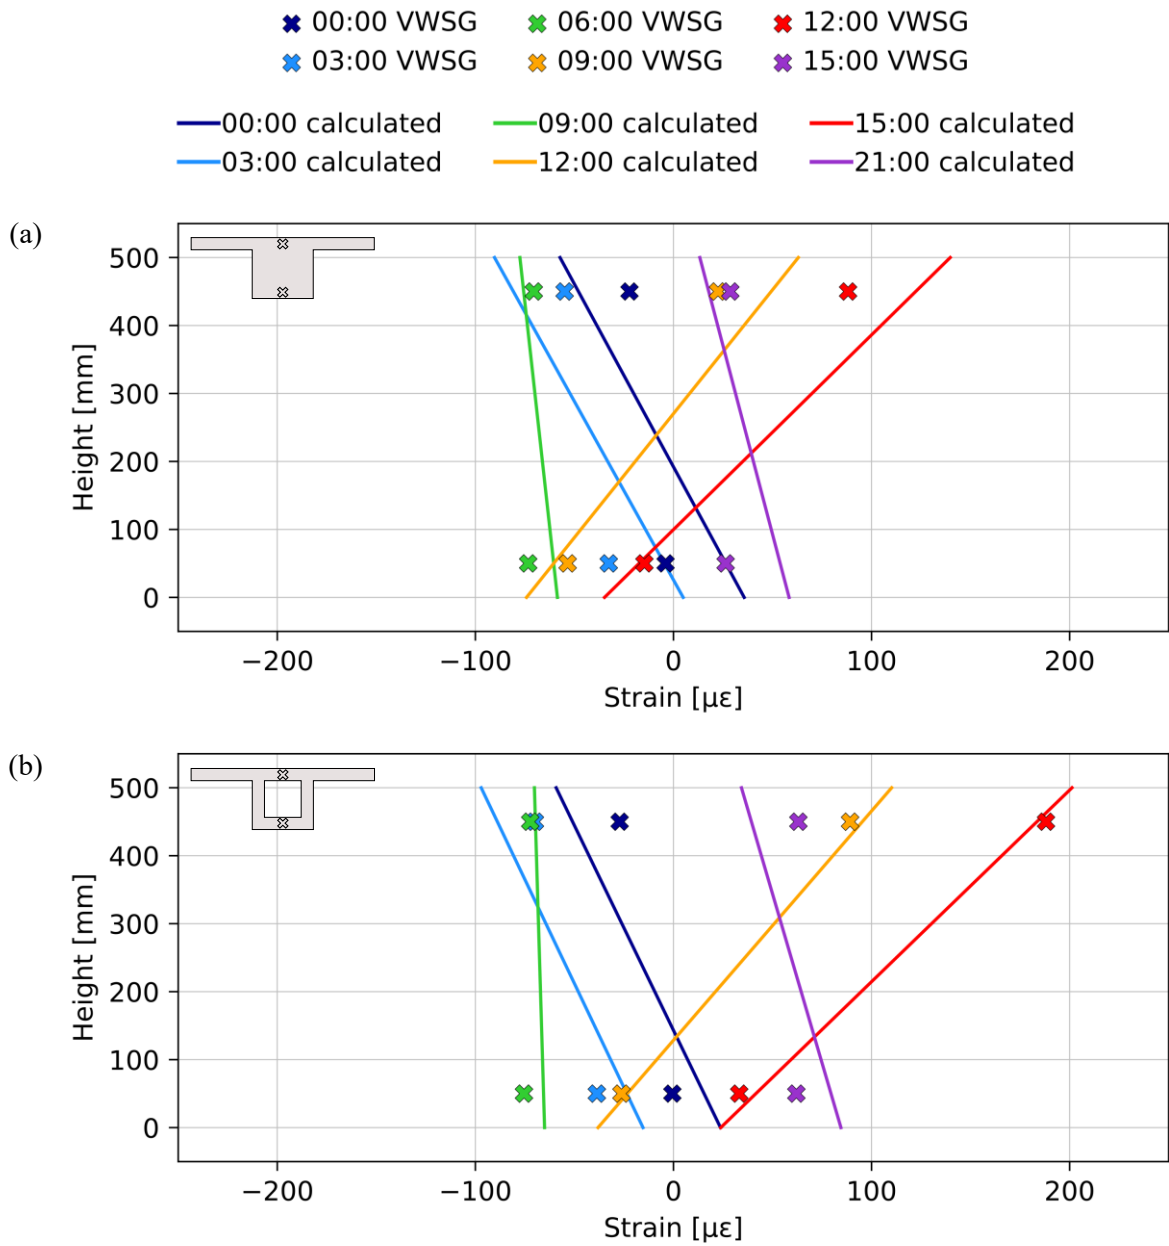 00:00 VWSG 06:00 VWSG 12:00 VWSG
03:00 VWSG 09:00 VWSG 15:00 VWSG
00:00 calculated 09:00 calculated 15:00 calculated
03:00 calculated 12:00 calculated 21:00 calculated
(a)
500
400
300
200
100
0
Height [mm]
−200 −100 0 100 200
Strain [με]
(b)
500
400
300
200
100
0
Height [mm]
−200 −100 0 100 200
Strain [με]